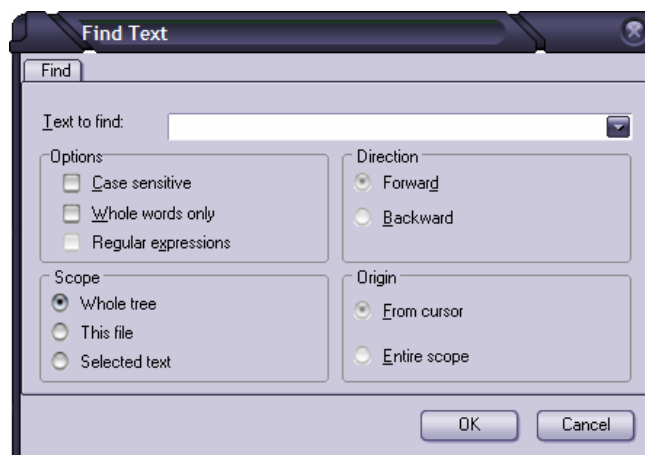 Find Text
Find
Text to find:
Options
Case sensitive
Whole words only
Regular expressions
Direction
Forward
Backward
Scope
Whole tree
This file
Selected text
Origin
From cursor
Entire scope
OK
Cancel